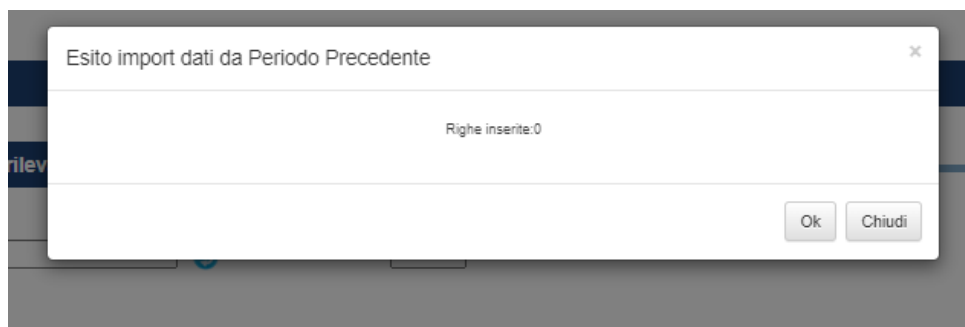 Esito import dati da Periodo Precedente
×
Righe inserite:0
rilev
Ok Chiudi